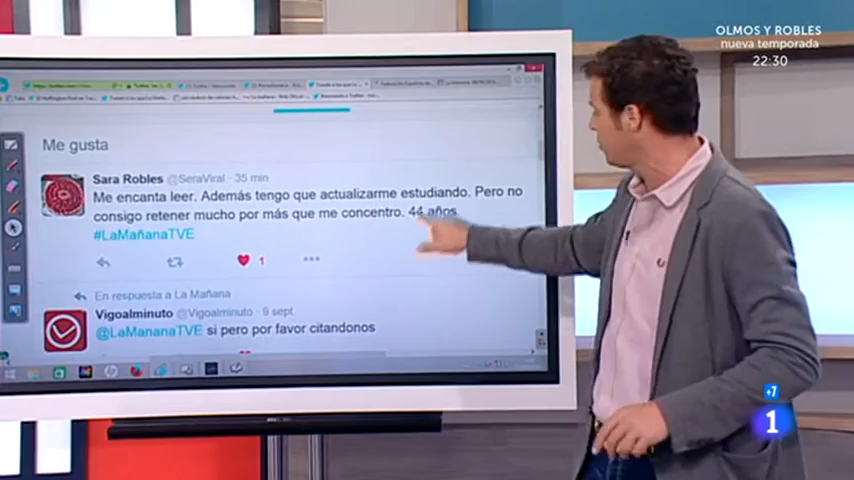 OLMOS Y ROBLES
nueva temporada
22:30
Me gusta
Sara Robles @SeraViral · 35 min
Me encanta leer. Además tengo que actualizarme estudiando. Pero no
consigo retener mucho por más que me concentro. 44 años
#LaMañanaTVE
1
En respuesta a La Mañana
Vigoalminuto @Vigoalminuto · 9 sept.
@LaMananaTVE si pero por favor citandonos
+7
1